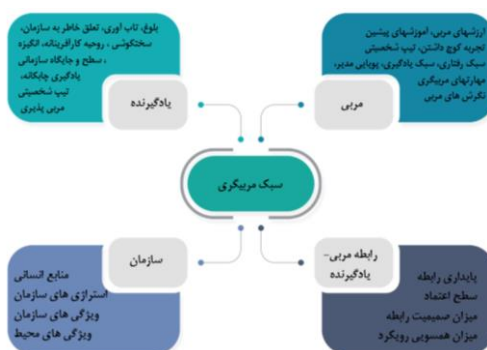 ارزشهای مربی، آموزشهای پیشین
تجربه کوچ داشتن، تیپ شخصیتی
سبک رفتاری، سبک یادگیری، پویایی مدیر،
مهارتهای مربیگری
نگرش های مربی
مربی
بلوغ، تاب آوری، تعلق خاطر به سازمان،
سختکوشی ، روحیه کارآفرینانه، انگیزه
، سطح و جایگاه سازمانی
یادگیری چابکانه،
تیپ شخصیتی
مربی پذیری
یادگیرنده
سبک مربیگری
رابطه مربی-
یادگیرنده
پایداری رابطه
سطح اعتماد
میزان صمیمیت رابطه
میزان همسویی رویکرد
سازمان
منابع انسانی
استراتژی های سازمان
ویژگی های سازمان
ویژگی های محیط